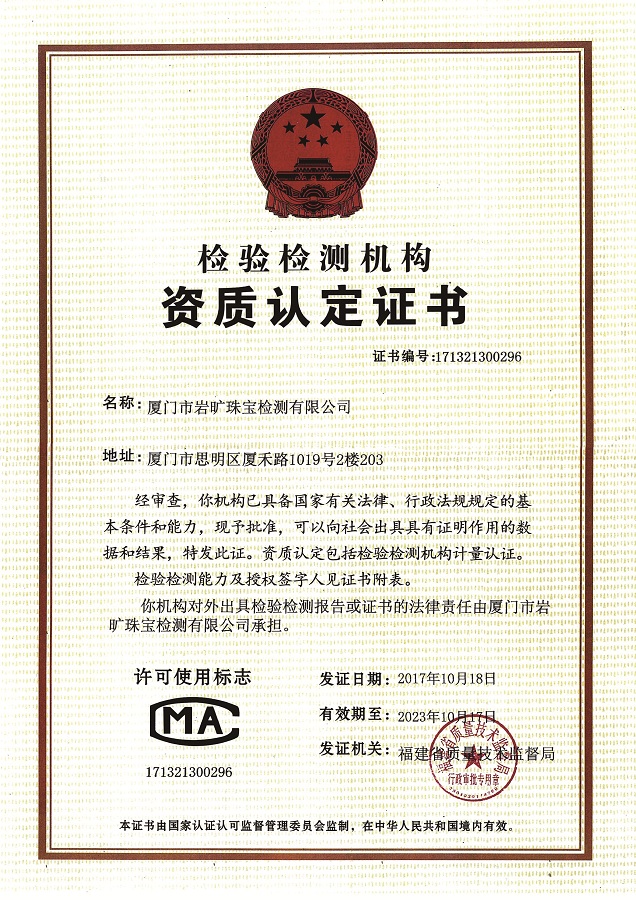 检验检测机构
资质认定证书
证书编号:171321300296
名称: 厦门市岩旷珠宝检测有限公司
地址: 厦门市思明区厦禾路1019号2楼203
经审查，你机构已具备国家有关法律、行政法规规定的基
本条件和能力，现予批准，可以向社会出具具有证明作用的数
据和结果，特发此证。资质认定包括检验检测机构计量认证。
检验检测能力及授权签字人见证书附表。
你机构对外出具检验检测报告或证书的法律责任由厦门市岩
旷珠宝检测有限公司承担。
许可使用标志
MA
171321300296
发证日期: 2017年10月18日
有效期至: 2023年10月17日
发证机关: 福建省质量技术监督局
福建省质量技术监督局
行政审批专用章
本证书由国家认证认可监督管理委员会监制，在中华人民共和国境内有效。